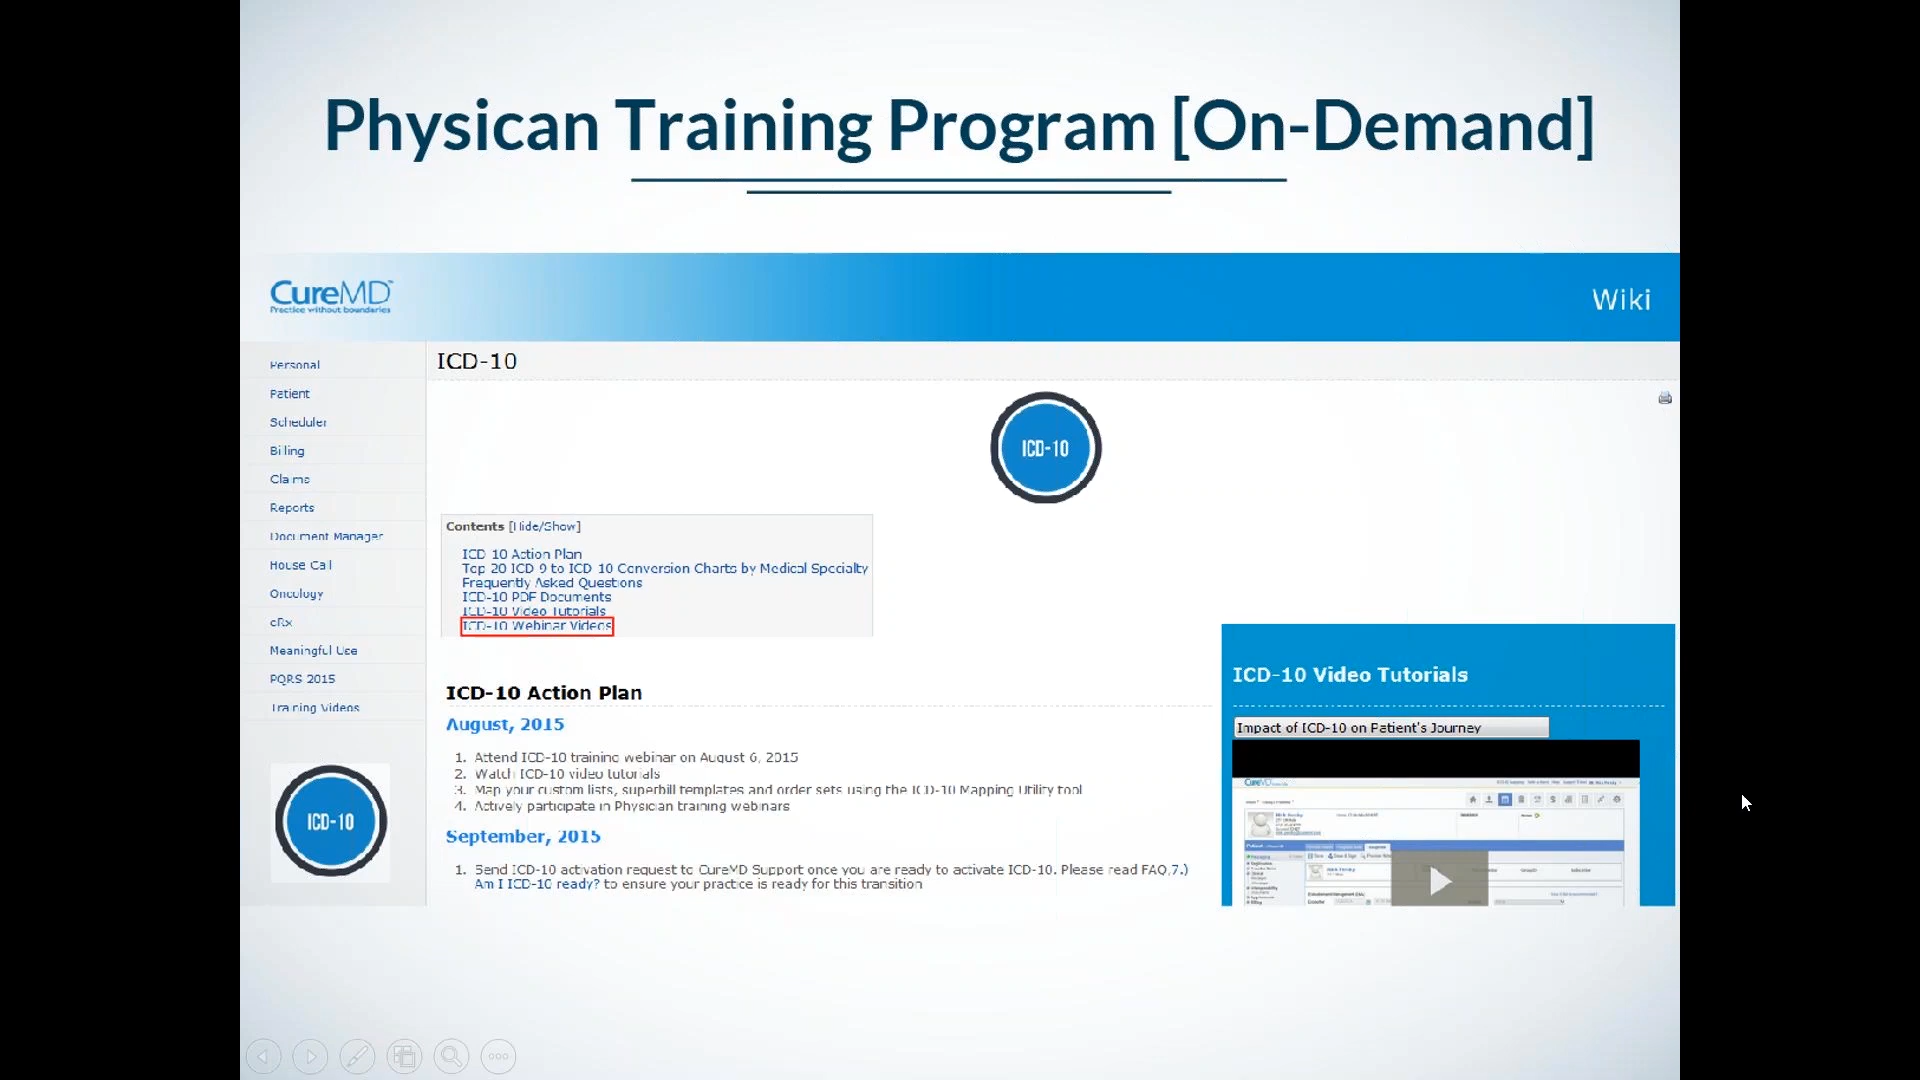 Physican Training Program [On-Demand]
CureMD
Practice without boundaries
Wiki
Personal
Patient
Scheduler
Billing
Claims
Reports
Document Manager
House Call
Oncology
eRx
Meaningful Use
PQRS 2015
Training Videos
ICD-10
ICD-10
ICD-10
Contents [Hide/Show]
ICD-10 Action Plan
Top 20 ICD-9 to ICD-10 Conversion Charts by Medical Specialty
Frequently Asked Questions
ICD-10 PDF Documents
ICD-10 Video Tutorials
ICD-10 Webinar Videos
ICD-10 Action Plan
August, 2015
1. Attend ICD-10 training webinar on August 6, 2015
2. Watch ICD-10 video tutorials
3. Map your custom lists, superbill templates and order sets using the ICD-10 Mapping Utility tool
4. Actively participate in Physician training webinars
September, 2015
1. Send ICD-10 activation request to CureMD Support once you are ready to activate ICD-10. Please read FAQ 7.)
Am I ICD-10 ready? to ensure your practice is ready for this transition
ICD-10 Video Tutorials
Impact of ICD-10 on Patient's Journey
CureMD